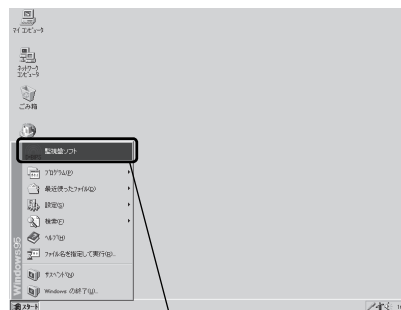 マイ コンピュータ
ネットワーク
コンピュータ
ごみ箱
監視盤ソフト
プログラム(P)
最近使ったファイル(D)
設定(S)
検索(F)
ヘルプ(H)
ファイル名を指定して実行(R)...
サスペンド(U)
Windows の終了(U)...
Windows95
スタート